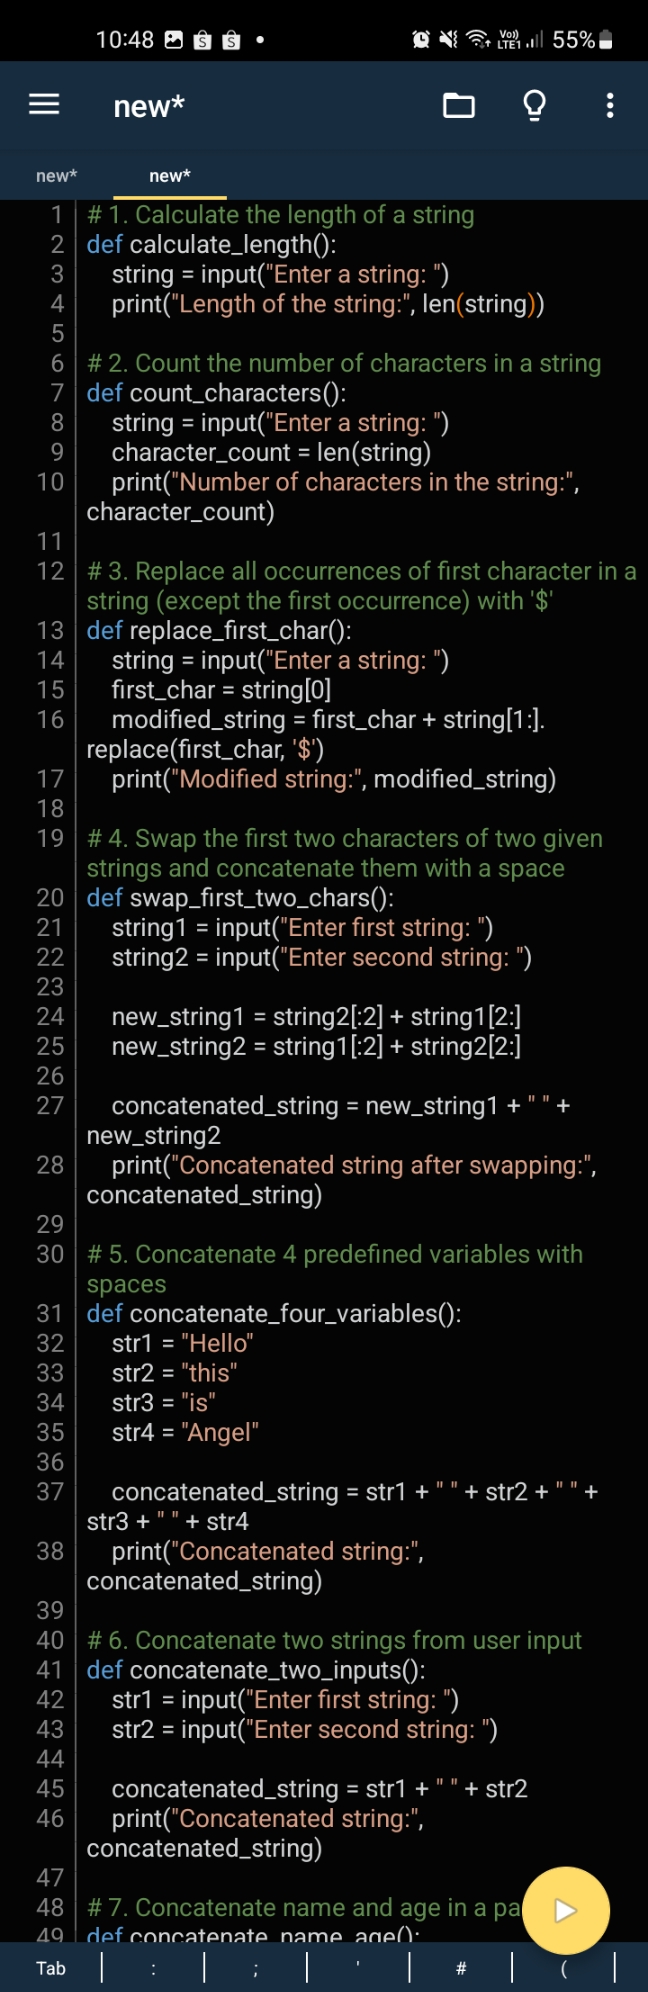 10:48 S S • Vo)) LTE1 55%
new*
new* new*
1 # 1. Calculate the length of a string
2 def calculate_length():
3     string = input("Enter a string: ")
4     print("Length of the string:", len(string))
5
6 # 2. Count the number of characters in a string
7 def count_characters():
8     string = input("Enter a string: ")
9     character_count = len(string)
10     print("Number of characters in the string:",
character_count)
11
12 # 3. Replace all occurrences of first character in a
string (except the first occurrence) with '$'
13 def replace_first_char():
14     string = input("Enter a string: ")
15     first_char = string[0]
16     modified_string = first_char + string[1:].
replace(first_char, '$')
17     print("Modified string:", modified_string)
18
19 # 4. Swap the first two characters of two given
strings and concatenate them with a space
20 def swap_first_two_chars():
21     string1 = input("Enter first string: ")
22     string2 = input("Enter second string: ")
23
24     new_string1 = string2[:2] + string1[2:]
25     new_string2 = string1[:2] + string2[2:]
26
27     concatenated_string = new_string1 + " " +
new_string2
28     print("Concatenated string after swapping:",
concatenated_string)
29
30 # 5. Concatenate 4 predefined variables with
spaces
31 def concatenate_four_variables():
32     str1 = "Hello"
33     str2 = "this"
34     str3 = "is"
35     str4 = "Angel"
36
37     concatenated_string = str1 + " " + str2 + " " +
str3 + " " + str4
38     print("Concatenated string:",
concatenated_string)
39
40 # 6. Concatenate two strings from user input
41 def concatenate_two_inputs():
42     str1 = input("Enter first string: ")
43     str2 = input("Enter second string: ")
44
45     concatenated_string = str1 + " " + str2
46     print("Concatenated string:",
concatenated_string)
47
48 # 7. Concatenate name and age in a pa
49 def concatenate_name_age():
Tab : ; ' # (